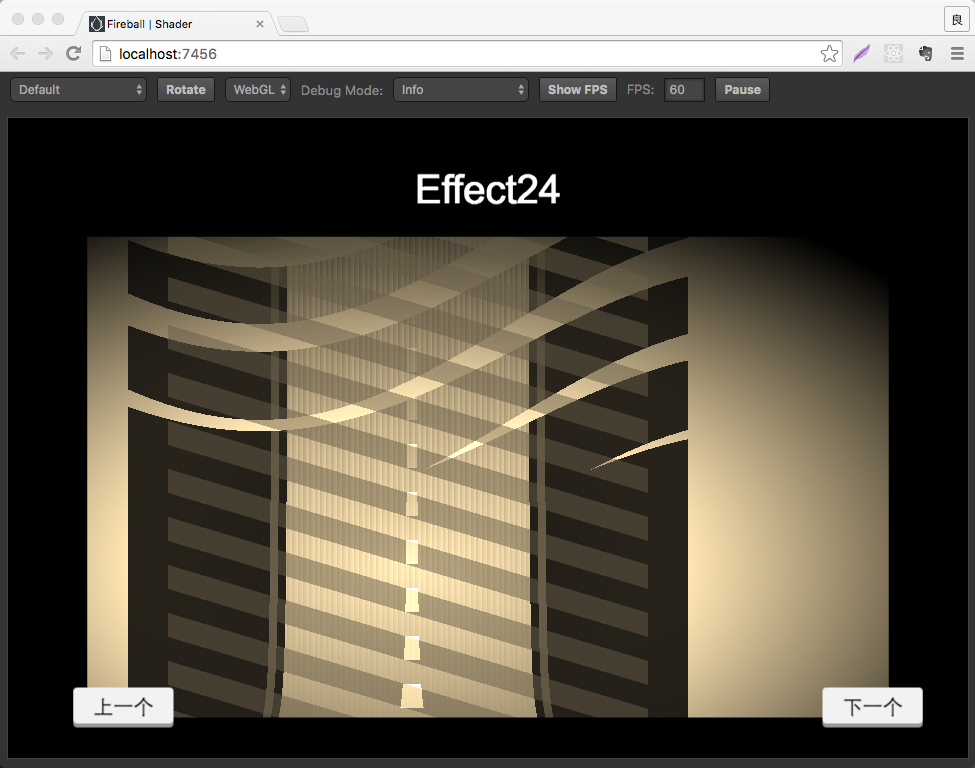 Fireball | Shader
良
localhost:7456
Default Rotate WebGL Debug Mode: Info Show FPS FPS: 60 Pause
Effect24
上一个 下一个